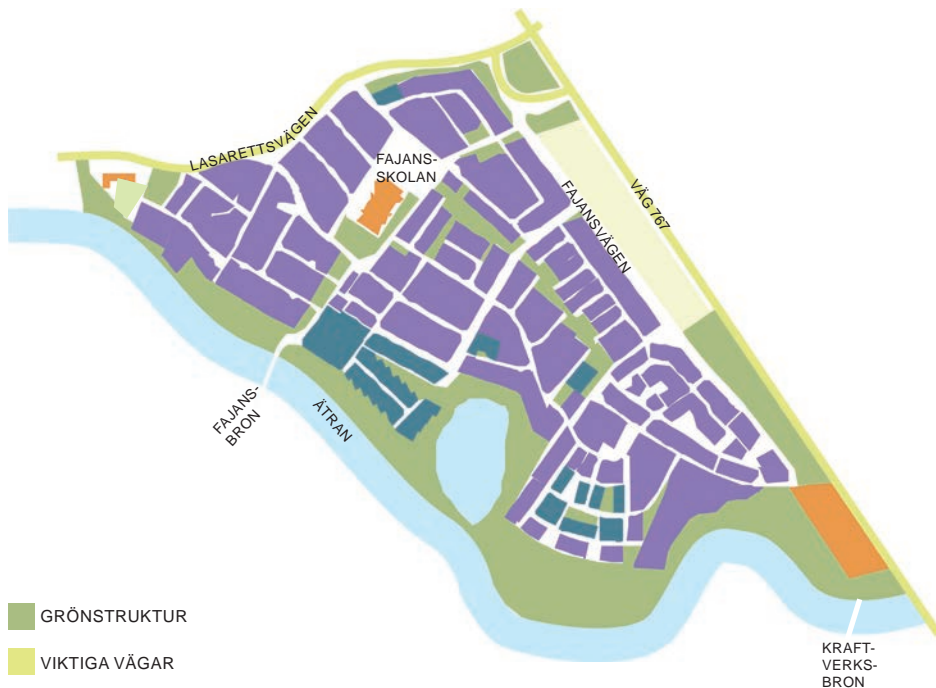 LASARETTSVÄGEN
FAJANS-
SKOLAN
FAJANSVÄGEN
VÄG 767
FAJANS-
BRON
ÄTRAN
GRÖNSTRUKTUR
VIKTIGA VÄGAR
KRAFT-
VERKS-
BRON